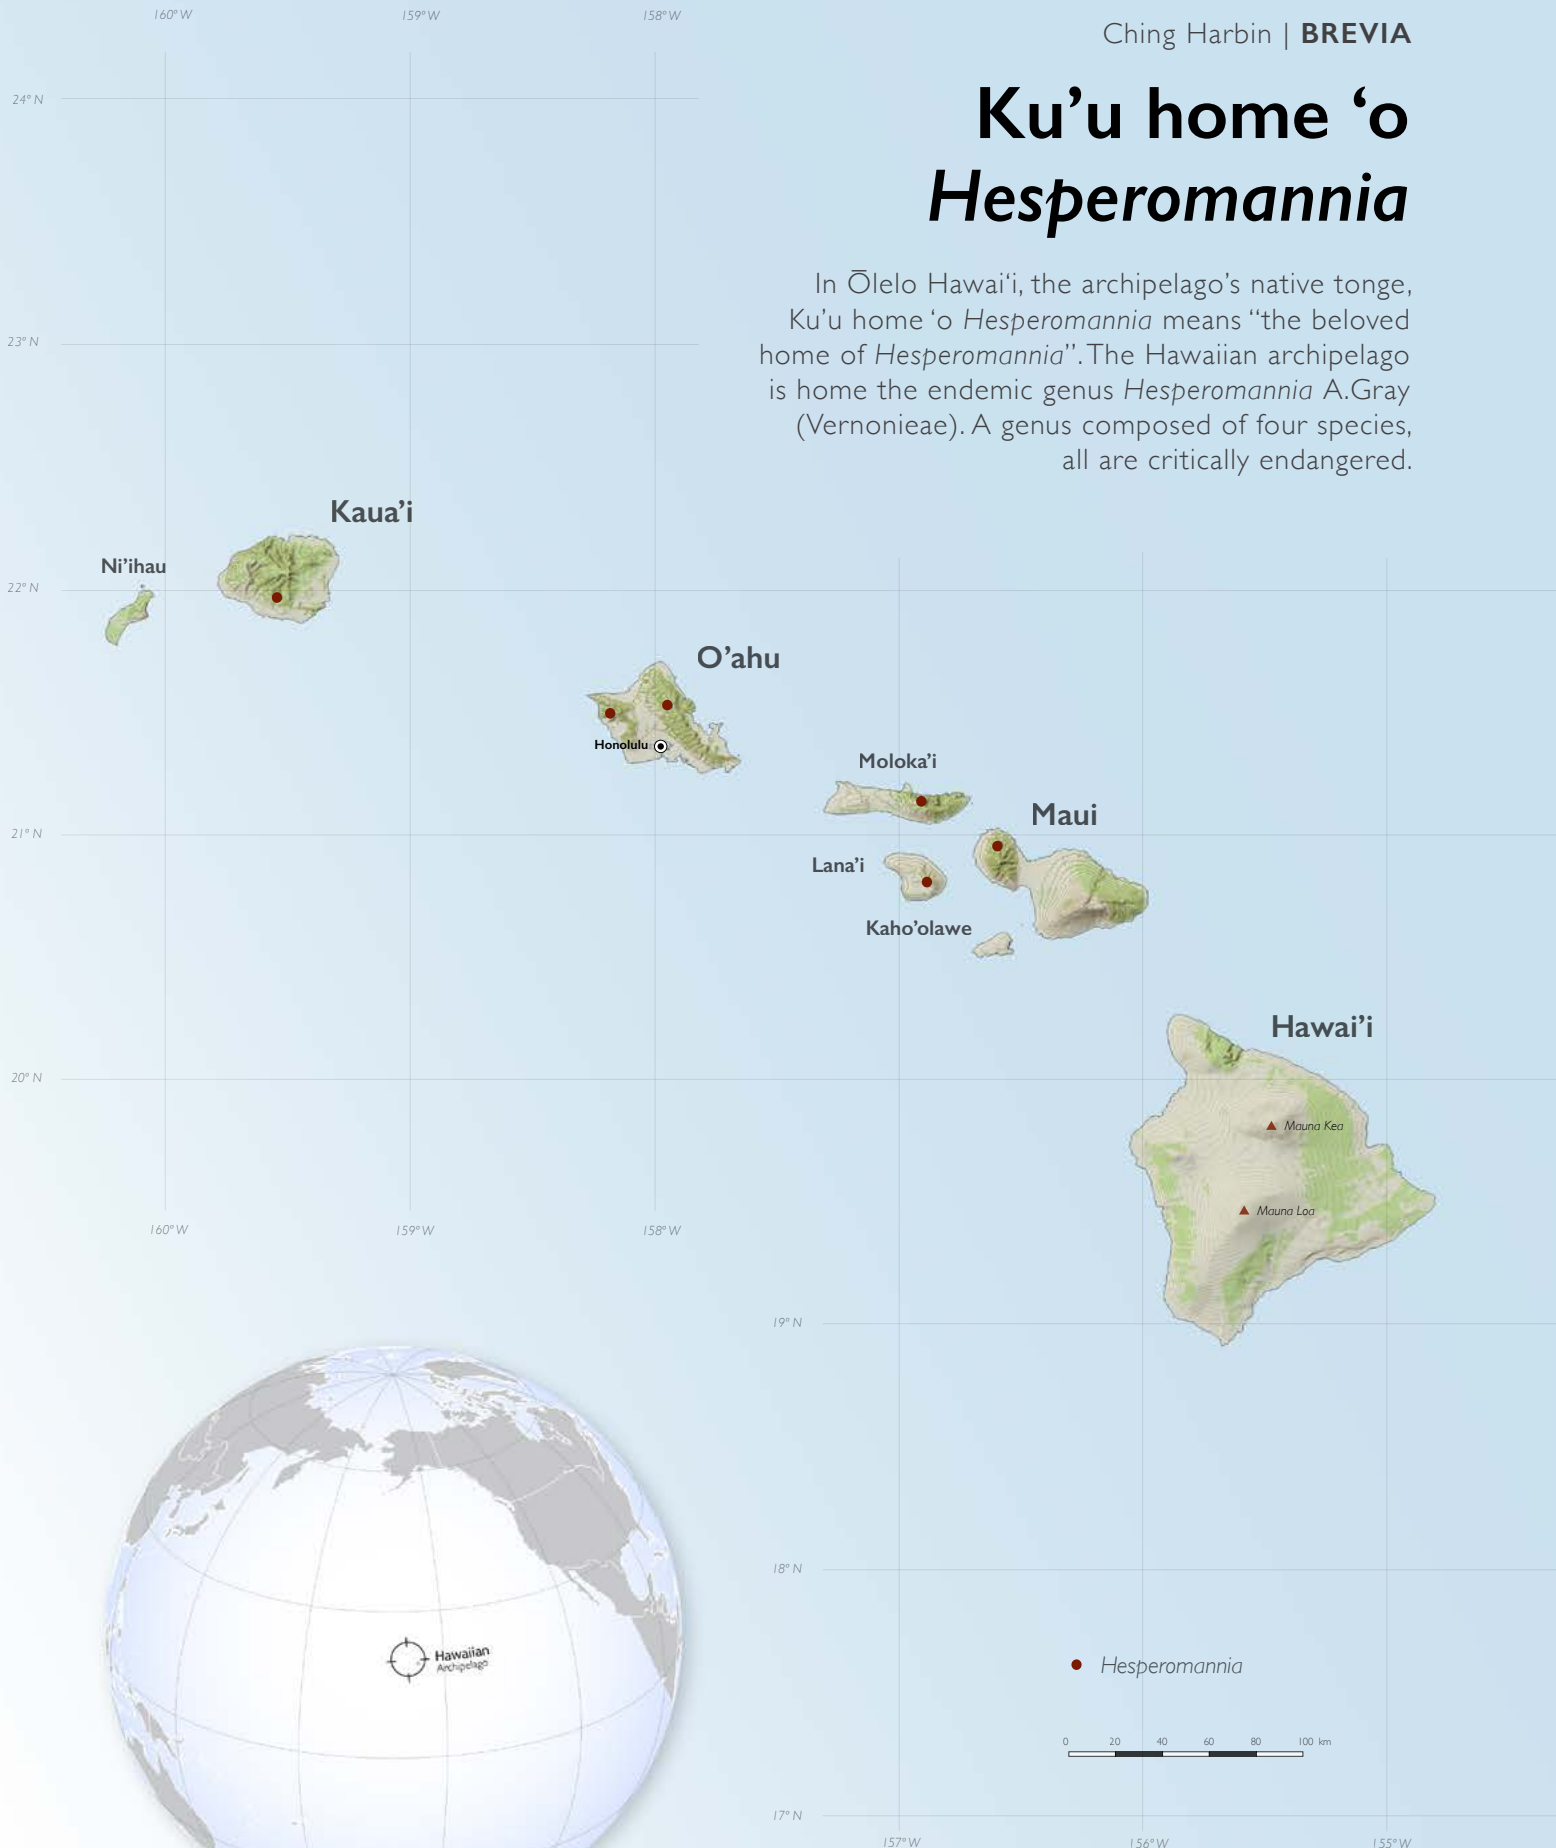 160° W 159° W 158° W
Ching Harbin | BREVIA
24° N
Ku’u home ‘o
Hesperomannia
In Ōlelo Hawai‘i, the archipelago’s native tonge,
Ku’u home ‘o Hesperomannia means “the beloved
home of Hesperomannia”. The Hawaiian archipelago
is home the endemic genus Hesperomannia A.Gray
(Vernonieae). A genus composed of four species,
all are critically endangered.
23° N
Kaua’i
Ni’ihau
22° N
O’ahu
Honolulu
Moloka’i
Maui
21° N
Lana’i
Kaho’olawe
Hawai’i
20° N
Mauna Kea
Mauna Loa
160° W 159° W 158° W
19° N
18° N
Hawaiian
Archipelago
Hesperomannia
0 20 40 60 80 100 km
17° N
157° W 156° W 155° W